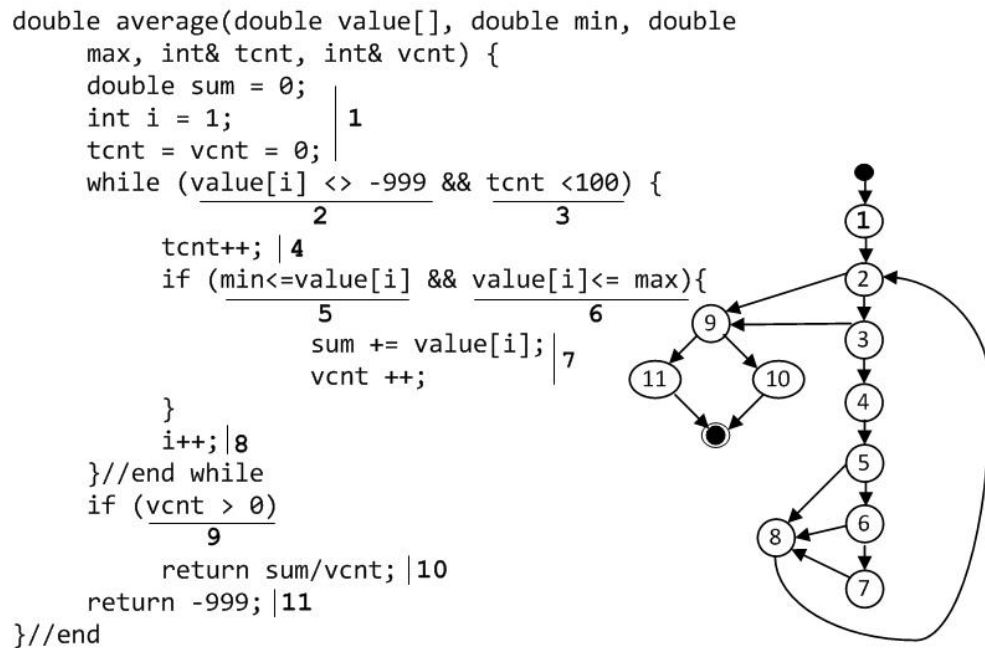 double average(double value[], double min, double
max, int& tcnt, int& vcnt) {
double sum = 0;
int i = 1;
1
tcnt = vcnt = 0;
while (value[i] <> -999 && tcnt <100) {
2 3
tcnt++; 4
if (min<=value[i] && value[i]<= max){
5 6
sum += value[i];
7
vcnt ++;
}
i++; 8
}//end while
if (vcnt > 0)
9
return sum/vcnt; 10
return -999; 11
}//end
1
2
9
3
11 10
4
5
6
8
7